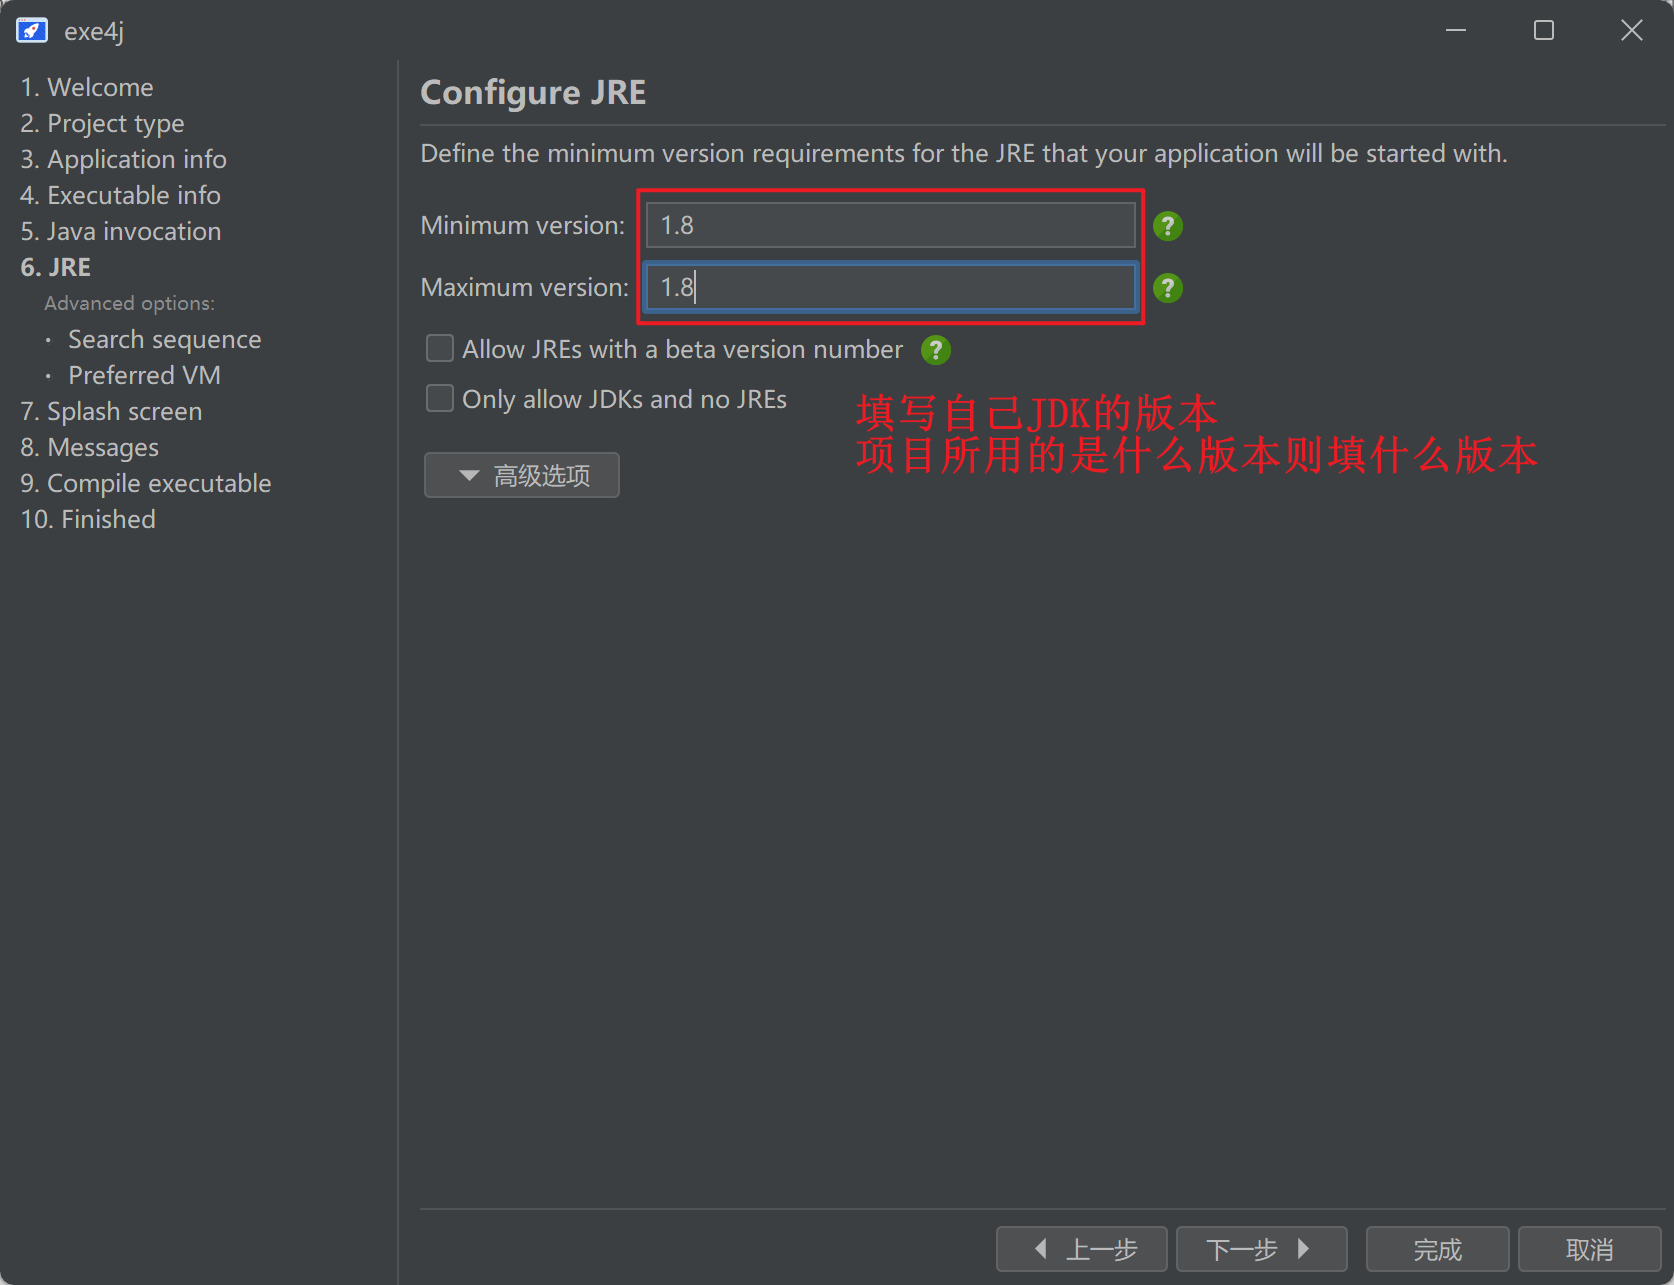 exe4j
1. Welcome
2. Project type
3. Application info
4. Executable info
5. Java invocation
6. JRE
Advanced options:
· Search sequence
· Preferred VM
7. Splash screen
8. Messages
9. Compile executable
10. Finished
Configure JRE
Define the minimum version requirements for the JRE that your application will be started with.
Minimum version: 1.8 ?
Maximum version: 1.8 ?
Allow JREs with a beta version number ?
Only allow JDKs and no JREs
填写自己JDK的版本
项目所用的是什么版本则填什么版本
高级选项
上一步 下一步 完成 取消